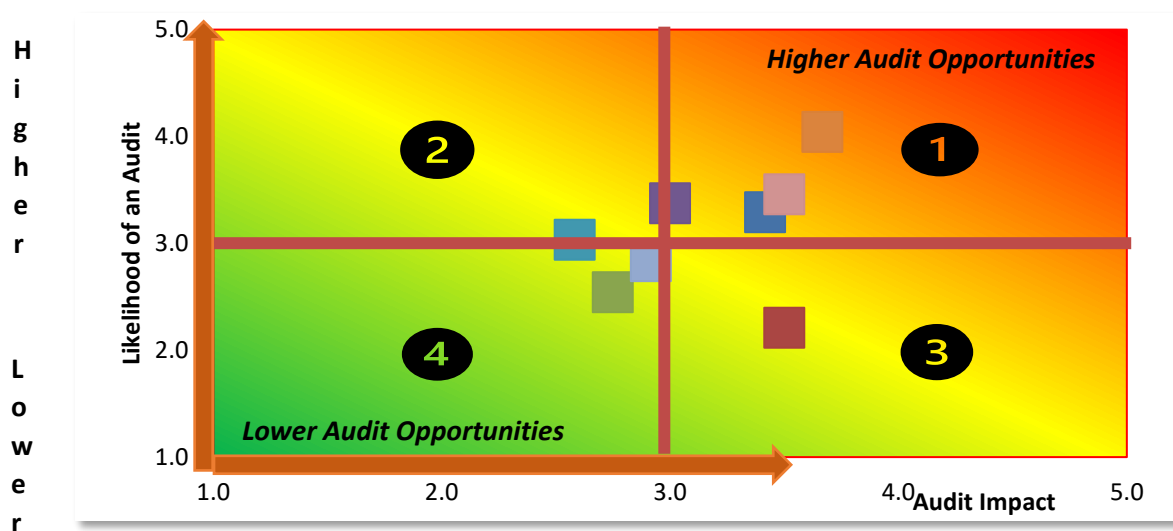 H
i
g
h
e
r
L
o
w
e
r
Likelihood of an Audit
5.0
4.0
3.0
2.0
1.0
Higher Audit Opportunities
2
1
4
3
Lower Audit Opportunities
1.0 2.0 3.0 4.0 5.0
Audit Impact